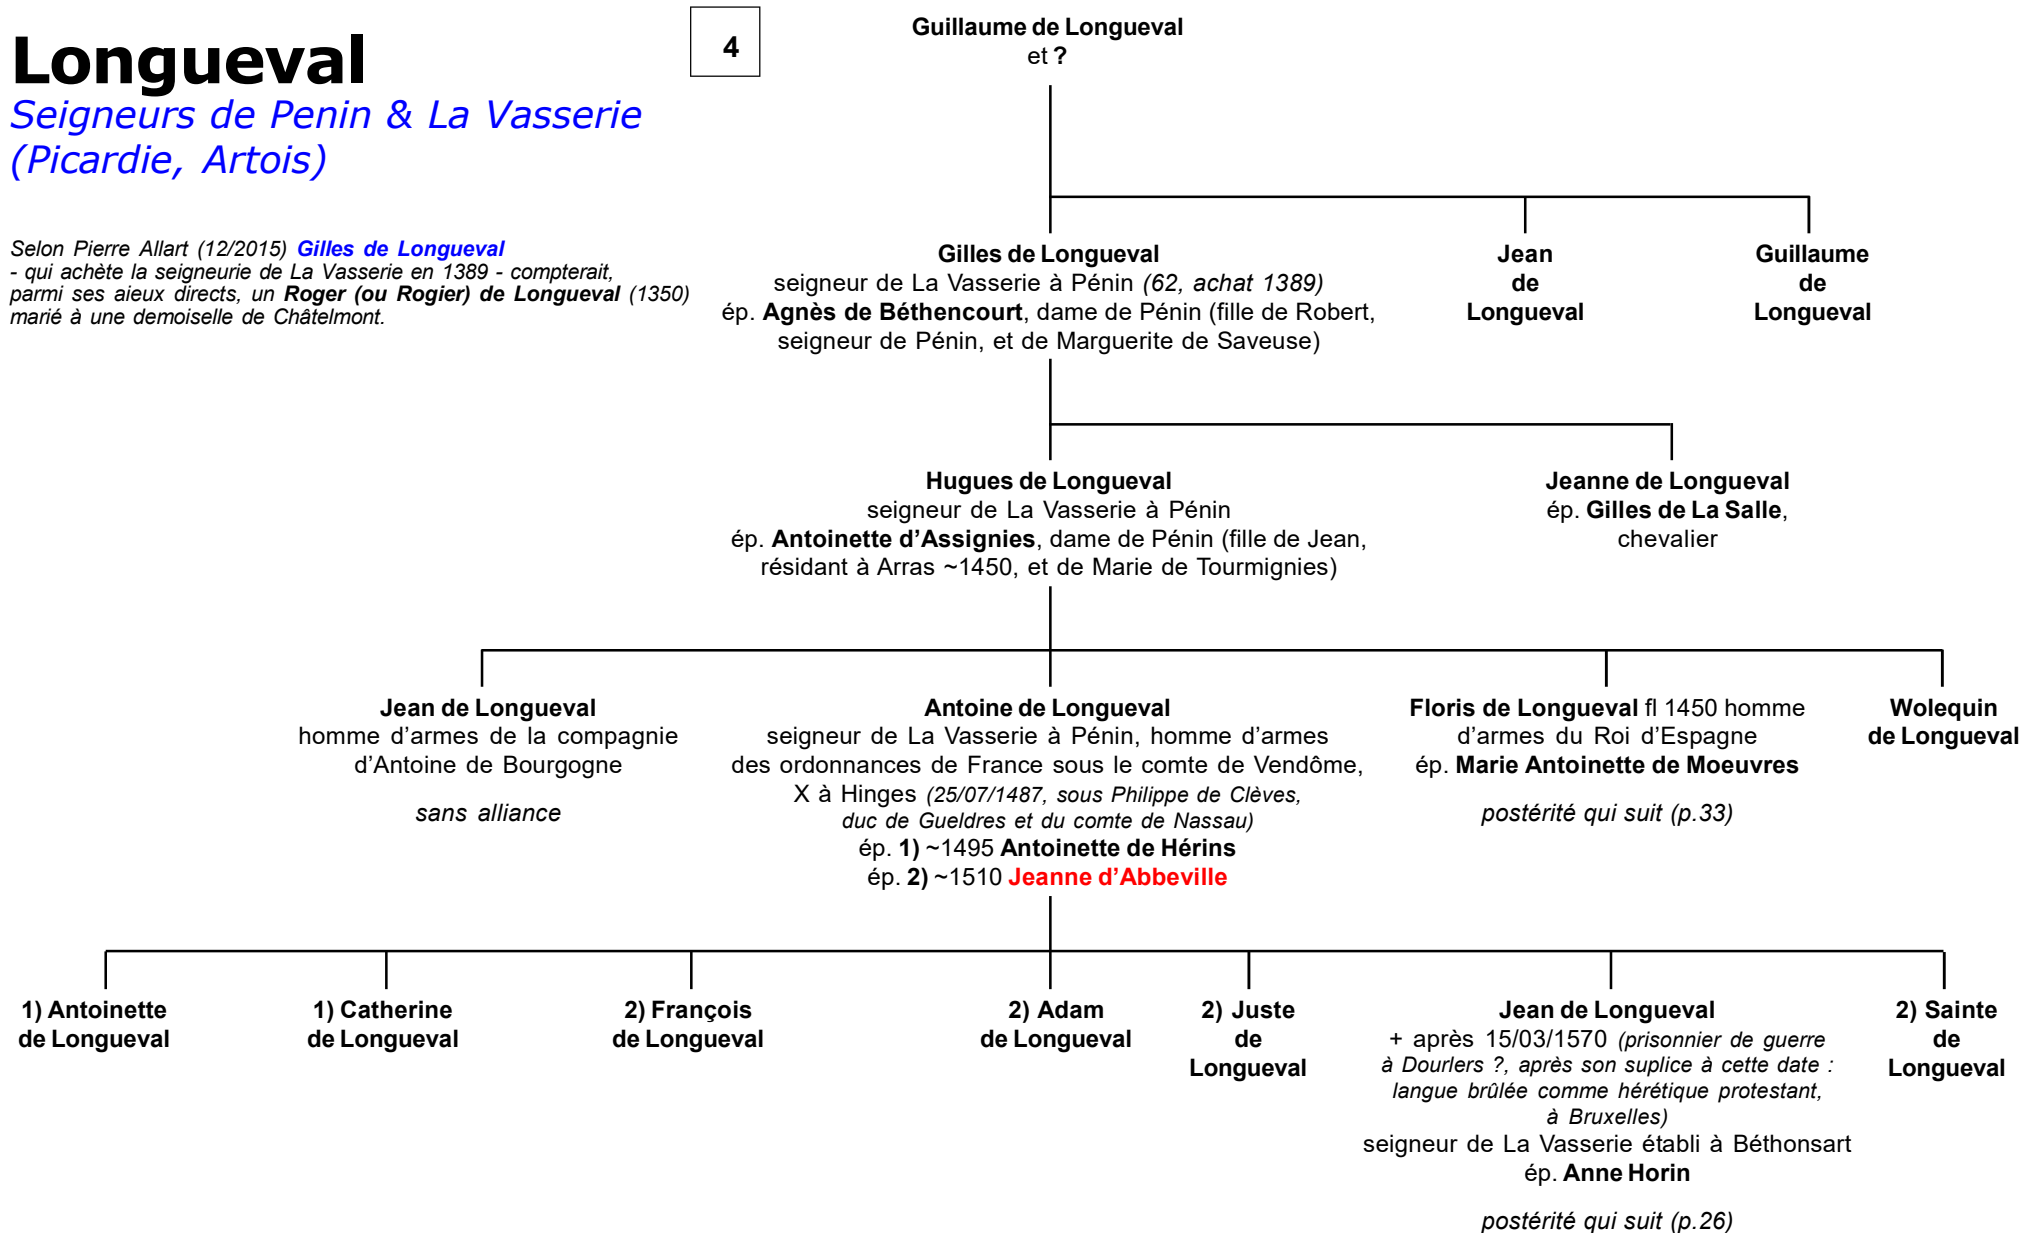 Longueval
Seigneurs de Penin & La Vasserie
(Picardie, Artois)
4
Guillaume de Longueval
et ?
Selon Pierre Allart (12/2015) Gilles de Longueval
- qui achète la seigneurie de La Vasserie en 1389 - compterait,
parmi ses aieux directs, un Roger (ou Rogier) de Longueval (1350)
marié à une demoiselle de Châtelmont.
Gilles de Longueval
seigneur de La Vasserie à Pénin (62, achat 1389)
ép. Agnès de Béthencourt, dame de Pénin (fille de Robert,
seigneur de Pénin, et de Marguerite de Saveuse)
Jean
de
Longueval
Guillaume
de
Longueval
Hugues de Longueval
seigneur de La Vasserie à Pénin
ép. Antoinette d'Assignies, dame de Pénin (fille de Jean,
résidant à Arras ~1450, et de Marie de Tourmignies)
Jeanne de Longueval
ép. Gilles de La Salle,
chevalier
Jean de Longueval
homme d'armes de la compagnie
d'Antoine de Bourgogne
sans alliance
Antoine de Longueval
seigneur de La Vasserie à Pénin, homme d'armes
des ordonnances de France sous le comte de Vendôme,
X à Hinges (25/07/1487, sous Philippe de Clèves,
duc de Gueldres et du comte de Nassau)
ép. 1) ~1495 Antoinette de Hérins
ép. 2) ~1510 Jeanne d'Abbeville
Floris de Longueval fl 1450 homme
d'armes du Roi d'Espagne
ép. Marie Antoinette de Moeuvres
postérité qui suit (p.33)
Wolequin
de Longueval
1) Antoinette
de Longueval
1) Catherine
de Longueval
2) François
de Longueval
2) Adam
de Longueval
2) Juste
de
Longueval
Jean de Longueval
+ après 15/03/1570 (prisonnier de guerre
à Dourlers ?, après son suplice à cette date :
langue brûlée comme hérétique protestant,
à Bruxelles)
seigneur de La Vasserie établi à Béthonsart
ép. Anne Horin
postérité qui suit (p.26)
2) Sainte
de
Longueval